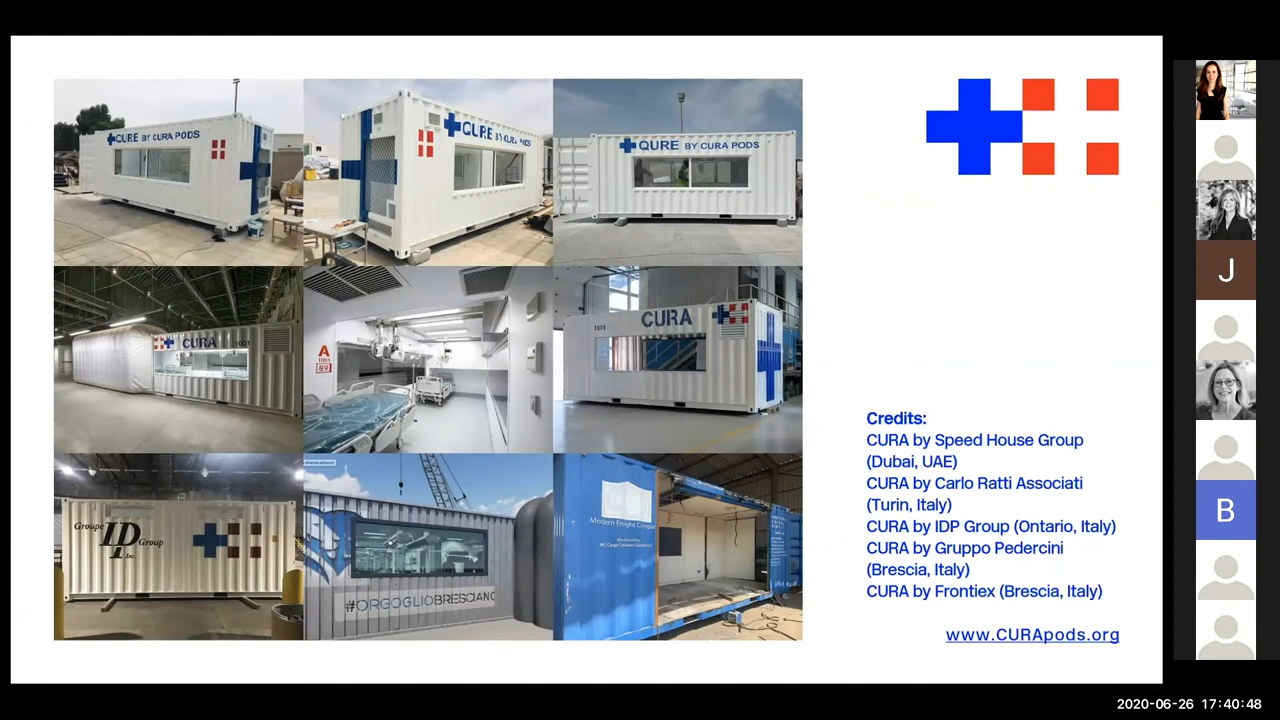 QURE BY CURA PODS
QURE BY CURA PODS
QURE BY CURA PODS
CURA
1001
A
1001
B9
CURA
Groupe
IDP
Group
Inc.
#ORGOGLIOBRESCIANO
Modern Freight Company
Credits:
CURA by Speed House Group
(Dubai, UAE)
CURA by Carlo Ratti Associati
(Turin, Italy)
CURA by IDP Group (Ontario, Italy)
CURA by Gruppo Pedercini
(Brescia, Italy)
CURA by Frontiex (Brescia, Italy)
www.CURApods.org
J
B
2020-06-26 17:40:48